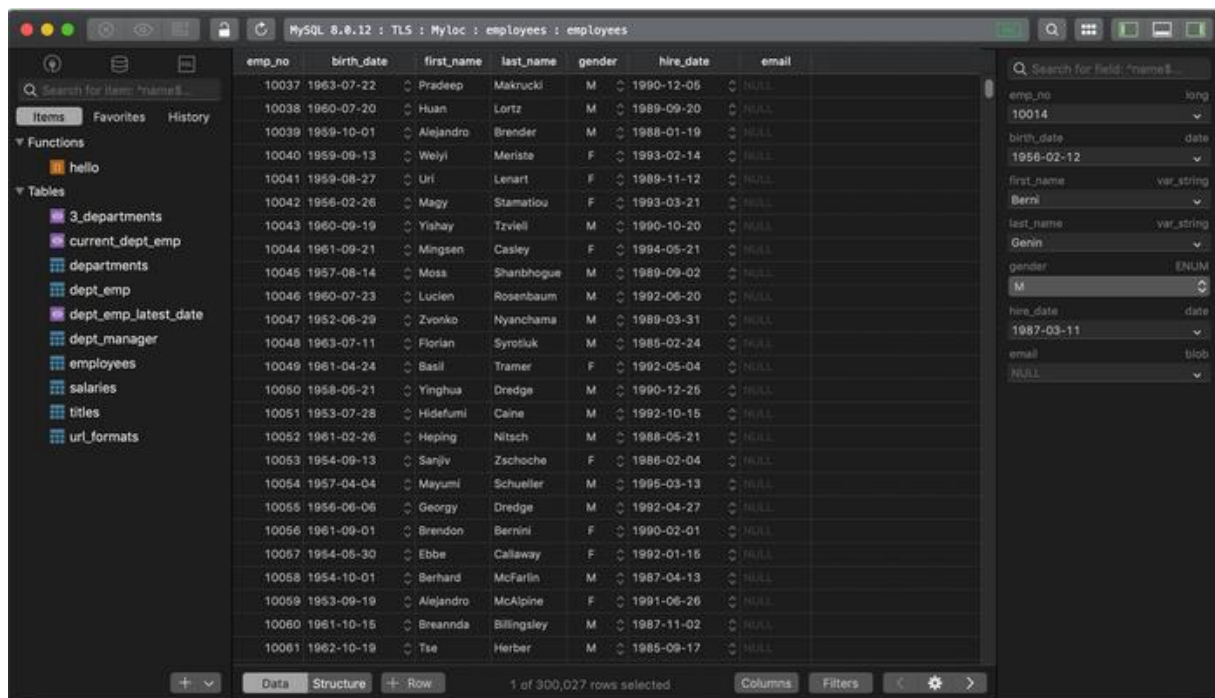 MySQL 8.0.12 : TLS : Myloc : employees : employees
Search for item: ^name$...
Items Favorites History
Functions
hello
Tables
3_departments
current_dept_emp
departments
dept_emp
dept_emp_latest_date
dept_manager
employees
salaries
titles
url_formats
emp_no birth_date first_name last_name gender hire_date email
10037 1963-07-22 Pradeep Makrucki M 1990-12-05 NULL
10038 1960-07-20 Huan Lortz M 1989-09-20 NULL
10039 1959-10-01 Alejandro Brender M 1988-01-19 NULL
10040 1959-09-13 Weiyi Meriste F 1993-02-14 NULL
10041 1959-08-27 Uri Lenart F 1989-11-12 NULL
10042 1956-02-26 Magy Stamatiou F 1993-03-21 NULL
10043 1960-09-19 Yishay Tzvieli M 1990-10-20 NULL
10044 1961-09-21 Mingsen Casley F 1994-05-21 NULL
10045 1957-08-14 Moss Shanbhogue M 1989-09-02 NULL
10046 1960-07-23 Lucien Rosenbaum M 1992-06-20 NULL
10047 1952-06-29 Zvonko Nyanchama M 1989-03-31 NULL
10048 1963-07-11 Florian Syrotiuk M 1985-02-24 NULL
10049 1961-04-24 Basil Tramer F 1992-05-04 NULL
10050 1958-05-21 Yinghua Dredge M 1990-12-25 NULL
10051 1953-07-28 Hidefumi Caine M 1992-10-15 NULL
10052 1961-02-26 Heping Nitsch M 1988-05-21 NULL
10053 1954-09-13 Sanjiv Zschoche F 1986-02-04 NULL
10054 1957-04-04 Mayumi Schueller M 1995-03-13 NULL
10055 1956-06-06 Georgy Dredge M 1992-04-27 NULL
10056 1961-09-01 Brendon Bernini F 1990-02-01 NULL
10057 1954-05-30 Ebbe Callaway F 1992-01-15 NULL
10058 1954-10-01 Berhard McFarlin M 1987-04-13 NULL
10059 1953-09-19 Alejandro McAlpine F 1991-06-26 NULL
10060 1961-10-15 Breannda Billingsley M 1987-11-02 NULL
10061 1962-10-19 Tse Herber M 1985-09-17 NULL
Data Structure + Row 1 of 300,027 rows selected Columns Filters
Search for field: ^name$...
emp_no long
10014
birth_date date
1956-02-12
first_name var_string
Berni
last_name var_string
Genin
gender ENUM
M
hire_date date
1987-03-11
email blob
NULL